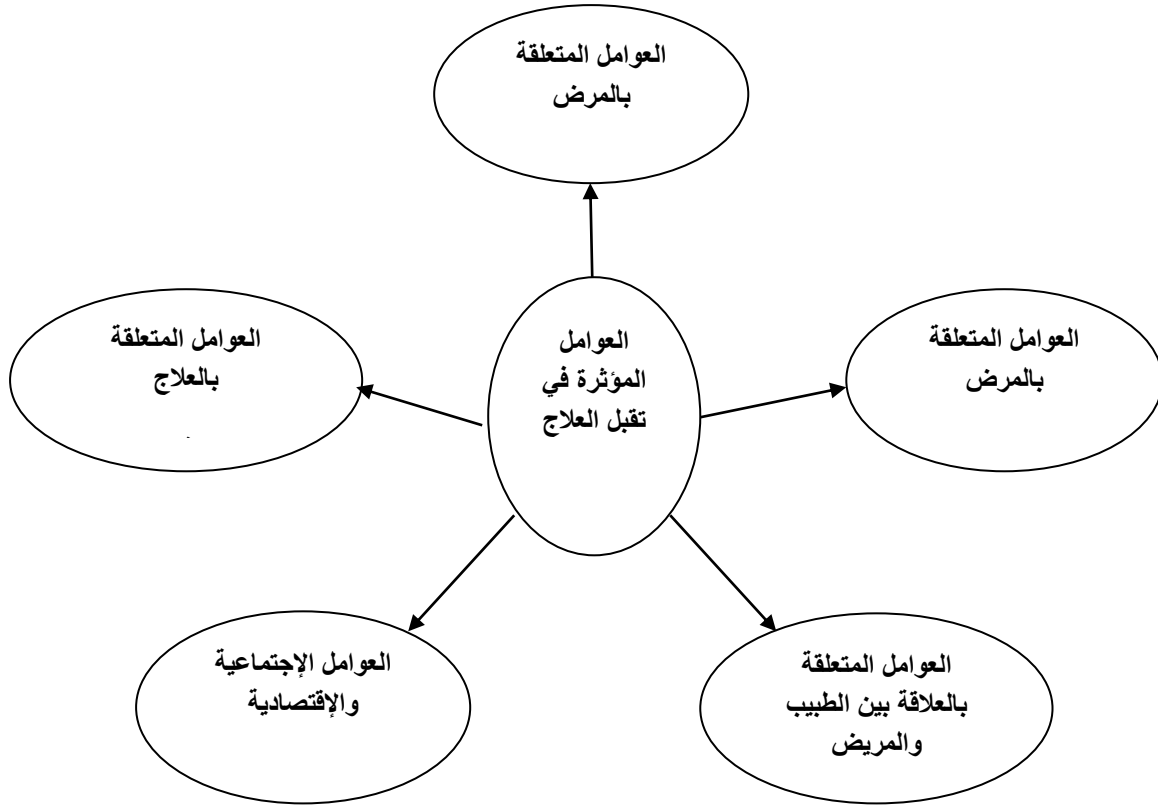 العوامل المتعلقة
بالمرض
العوامل المتعلقة
بالمرض
العوامل
المؤثرة في
تقبل العلاج
العوامل المتعلقة
بالعلاج
العوامل المتعلقة
بالعلاقة بين الطبيب
والمريض
العوامل الإجتماعية
والإقتصادية